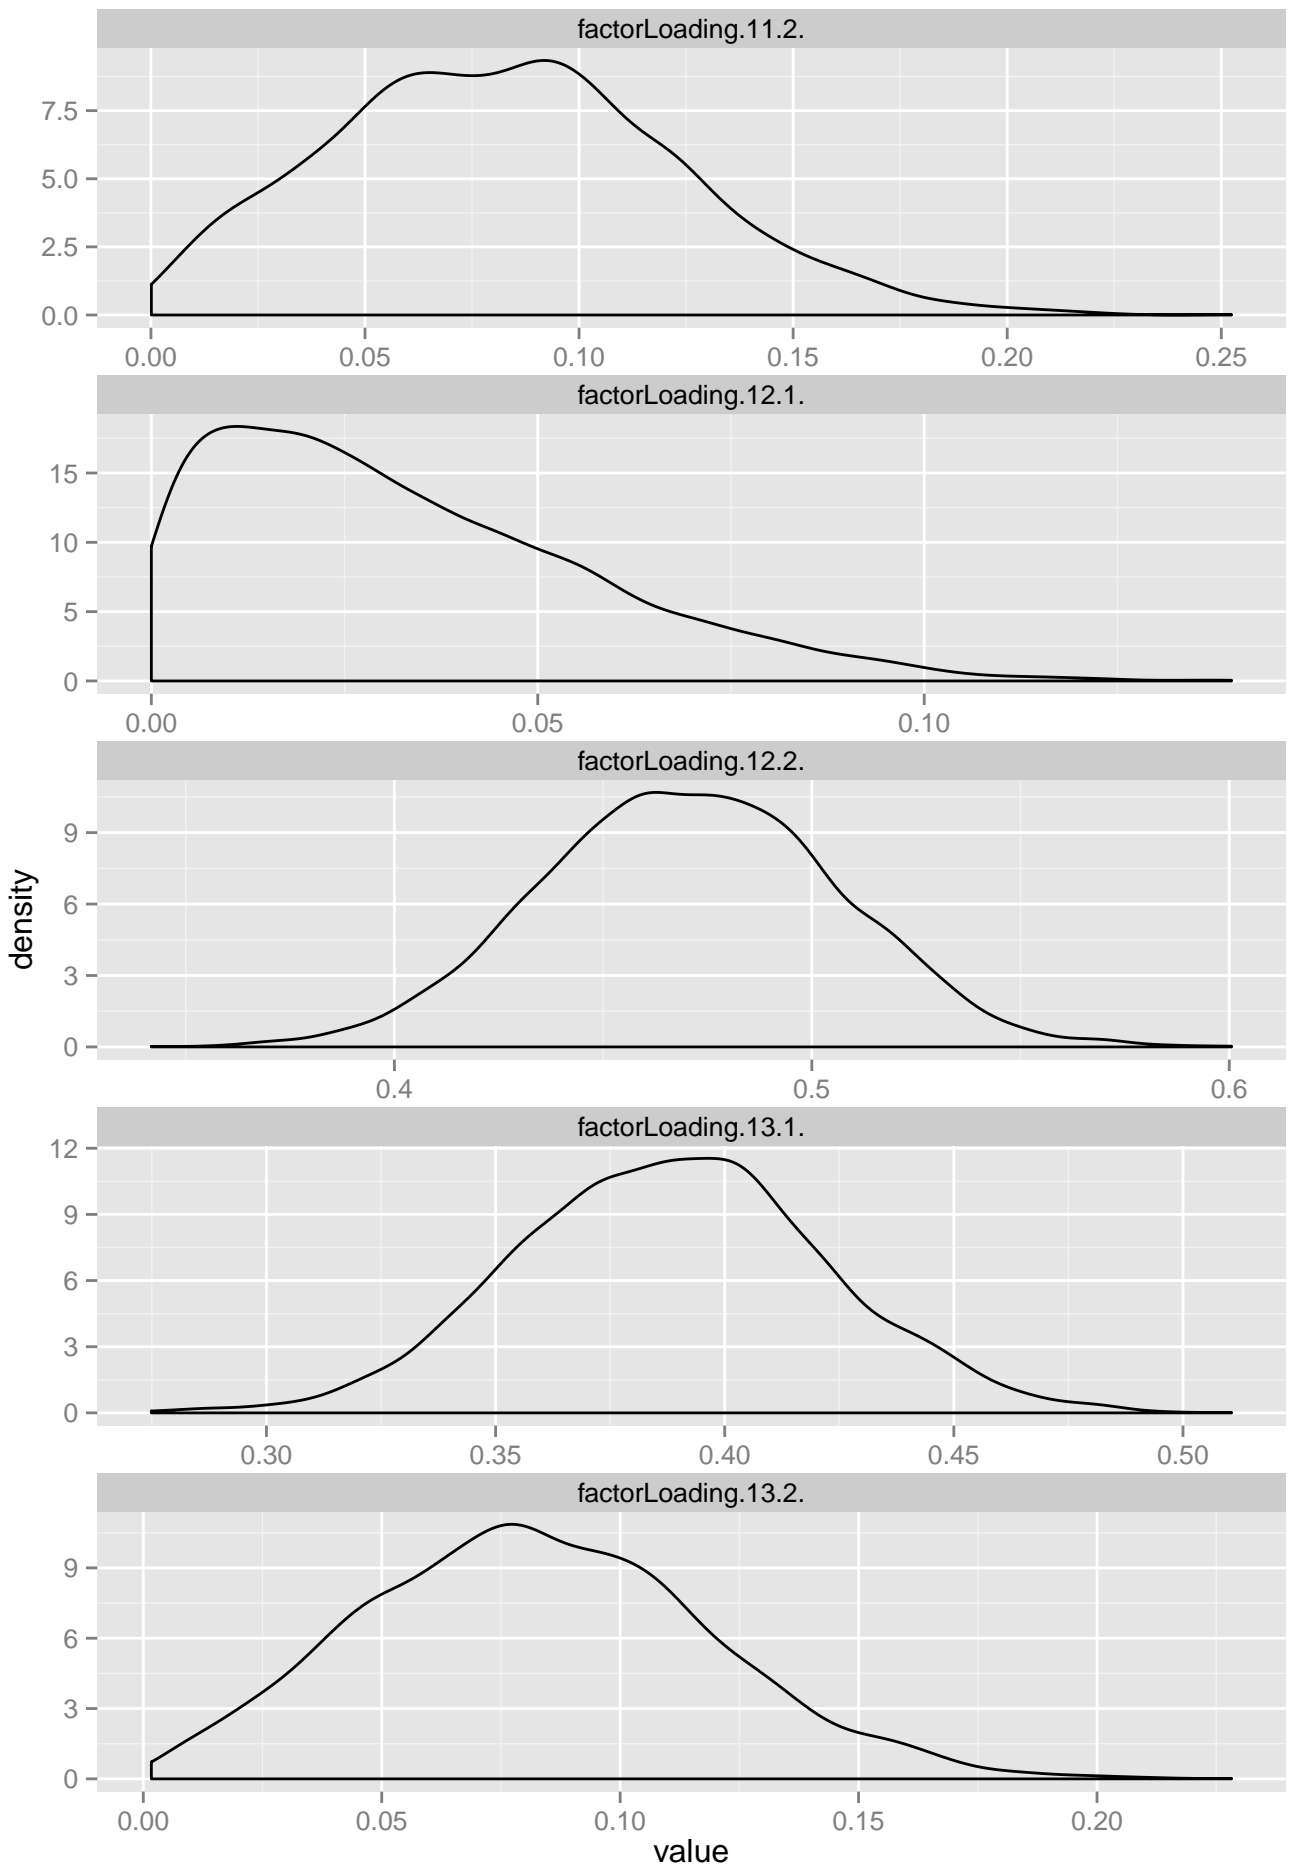 factorLoading.11.2.
7.5
5.0
2.5
0.0
0.00 0.05 0.10 0.15 0.20 0.25
factorLoading.12.1.
15
10
5
0
0.00 0.05 0.10
factorLoading.12.2.
9
6
3
0
0.4 0.5 0.6
density
factorLoading.13.1.
12
9
6
3
0
0.30 0.35 0.40 0.45 0.50
factorLoading.13.2.
9
6
3
0
0.00 0.05 0.10 0.15 0.20
value